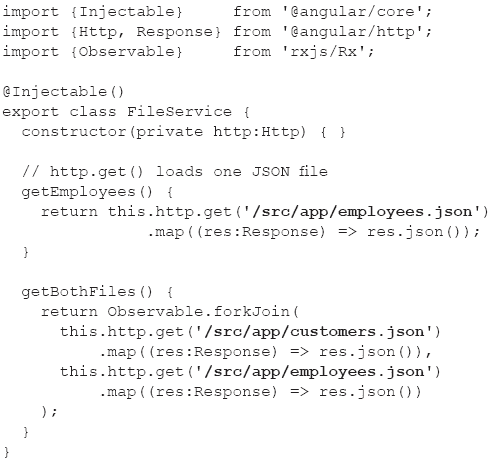 import {Injectable}     from '@angular/core';
import {Http, Response} from '@angular/http';
import {Observable}     from 'rxjs/Rx';

@Injectable()
export class FileService {
  constructor(private http:Http) { }

  // http.get() loads one JSON file
  getEmployees() {
    return this.http.get('/src/app/employees.json')
               .map((res:Response) => res.json());
  }

  getBothFiles() {
    return Observable.forkJoin(
      this.http.get('/src/app/customers.json')
          .map((res:Response) => res.json()),
      this.http.get('/src/app/employees.json')
          .map((res:Response) => res.json())
    );
  }
}